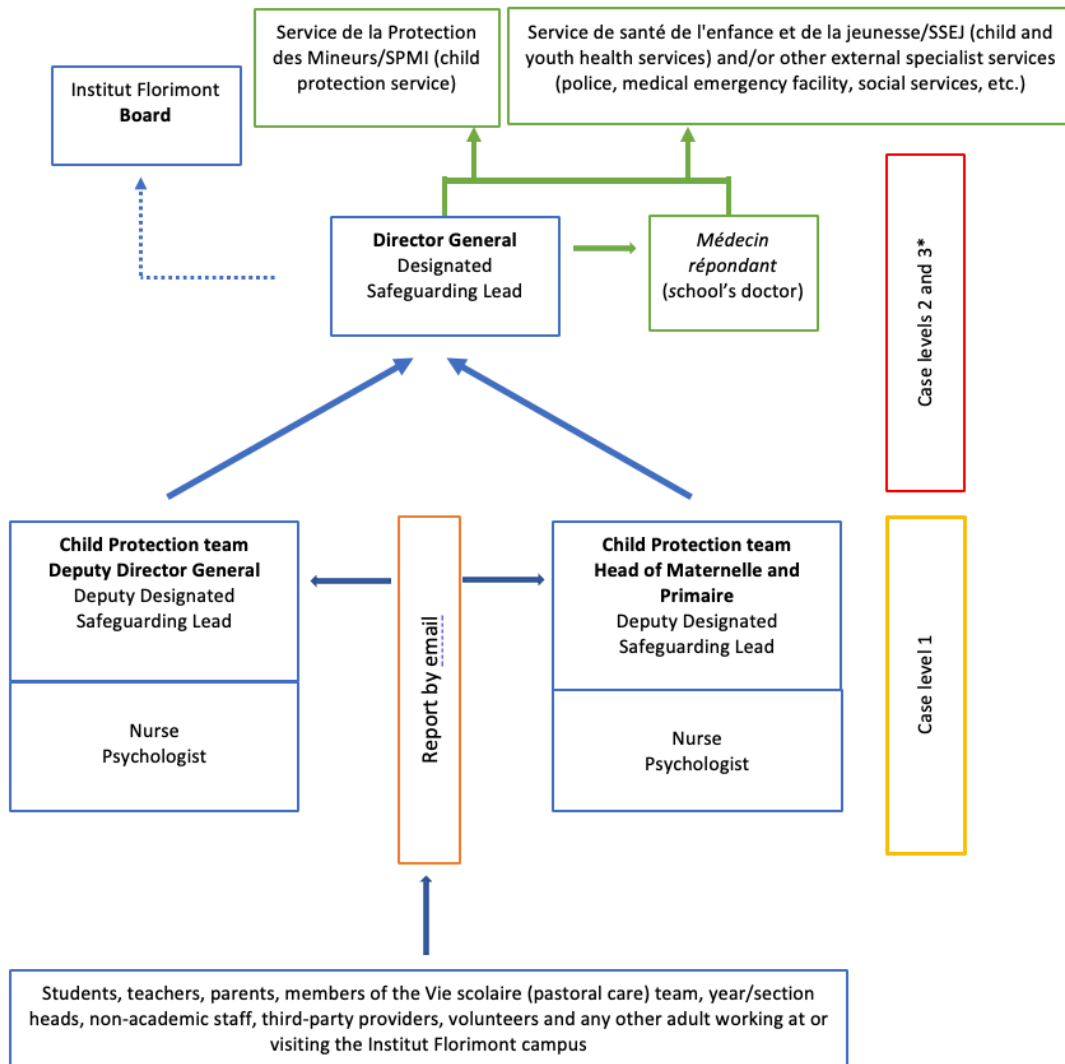 Service de la Protection
des Mineurs/SPMI (child
protection service)
Service de santé de l'enfance et de la jeunesse/SSEJ (child and
youth health services) and/or other external specialist services
(police, medical emergency facility, social services, etc.)
Institut Florimont
Board
Director General
Designated
Safeguarding Lead
Médecin
répondant
(school's doctor)
Case levels 2 and 3*
Child Protection team
Deputy Director General
Deputy Designated
Safeguarding Lead
Nurse
Psychologist
Report by email
Child Protection team
Head of Maternelle and
Primaire
Deputy Designated
Safeguarding Lead
Nurse
Psychologist
Case level 1
Students, teachers, parents, members of the Vie scolaire (pastoral care) team, year/section
heads, non-academic staff, third-party providers, volunteers and any other adult working at or
visiting the Institut Florimont campus